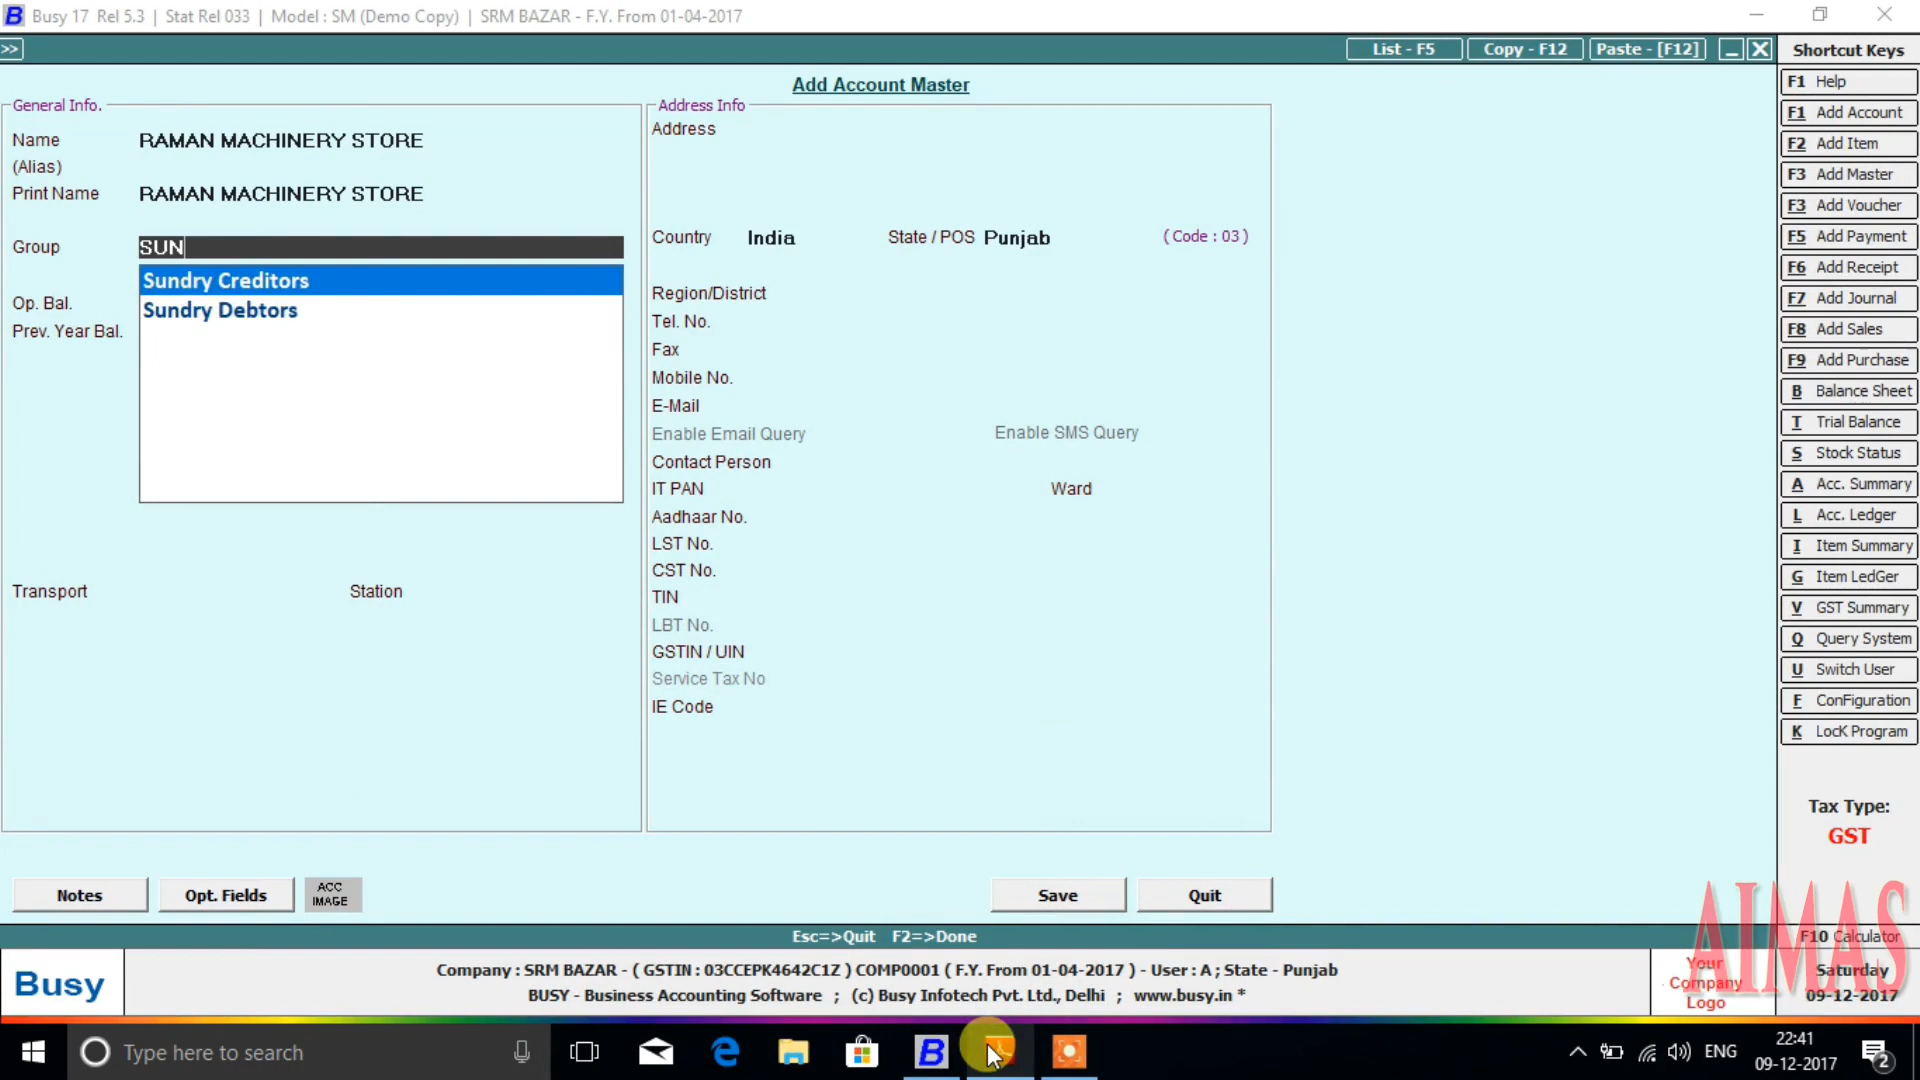 Busy 17 Rel 5.3 | Stat Rel 033 | Model : SM (Demo Copy) | SRM BAZAR - F.Y. From 01-04-2017
>> List - F5 Copy - F12 Paste - [F12]
Shortcut Keys
Add Account Master
General Info.
Name RAMAN MACHINERY STORE
(Alias)
Print Name RAMAN MACHINERY STORE
Group SUN
Sundry Creditors
Sundry Debtors
Op. Bal.
Prev. Year Bal.
Transport Station
Address Info
Address
Country India State / POS Punjab ( Code : 03 )
Region/District
Tel. No.
Fax
Mobile No.
E-Mail
Enable Email Query Enable SMS Query
Contact Person
IT PAN Ward
Aadhaar No.
LST No.
CST No.
TIN
LBT No.
GSTIN / UIN
Service Tax No
IE Code
F1 Help
F1 Add Account
F2 Add Item
F3 Add Master
F3 Add Voucher
F5 Add Payment
F6 Add Receipt
F7 Add Journal
F8 Add Sales
F9 Add Purchase
B Balance Sheet
T Trial Balance
S Stock Status
A Acc. Summary
L Acc. Ledger
I Item Summary
G Item LedGer
V GST Summary
Q Query System
U Switch User
F ConFiguration
K LocK Program
Tax Type:
GST
Notes Opt. Fields ACC IMAGE Save Quit
Esc=>Quit F2=>Done
F10 Calculator
AIMAS
Busy
Company : SRM BAZAR - ( GSTIN : 03CCEPK4642C1Z ) COMP0001 ( F.Y. From 01-04-2017 ) - User : A ; State - Punjab
BUSY - Business Accounting Software ; (c) Busy Infotech Pvt. Ltd., Delhi ; www.busy.in *
Your
Company
Logo
Saturday
09-12-2017
Type here to search
ENG
22:41
09-12-2017
2